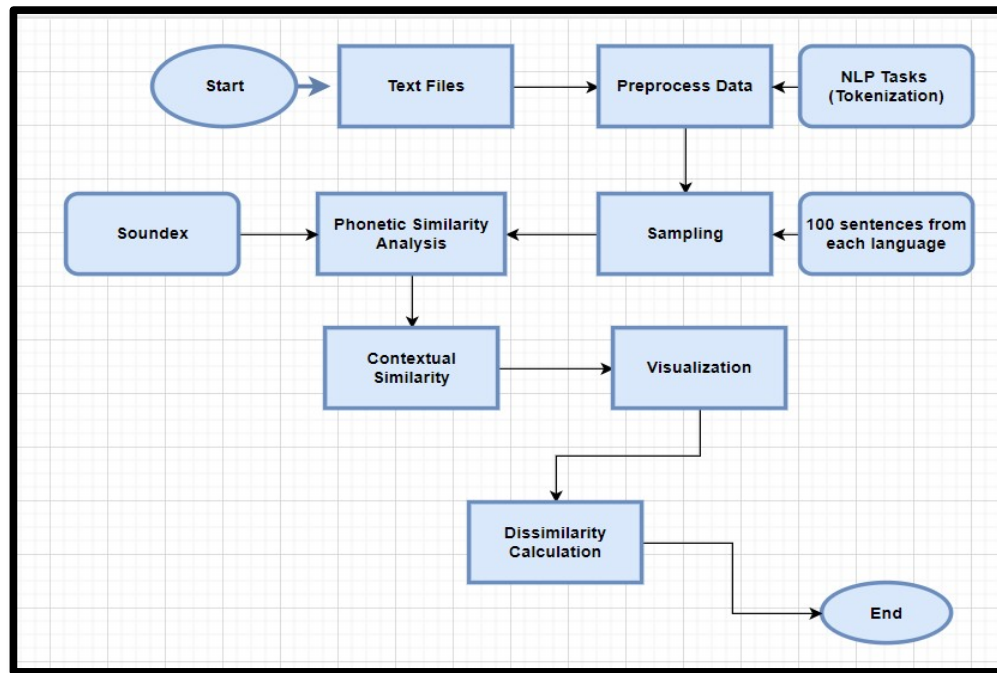 Start
Text Files
Preprocess Data
NLP Tasks
(Tokenization)
Soundex
Phonetic Similarity
Analysis
Sampling
100 sentences from
each language
Contextual
Similarity
Visualization
Dissimilarity
Calculation
End